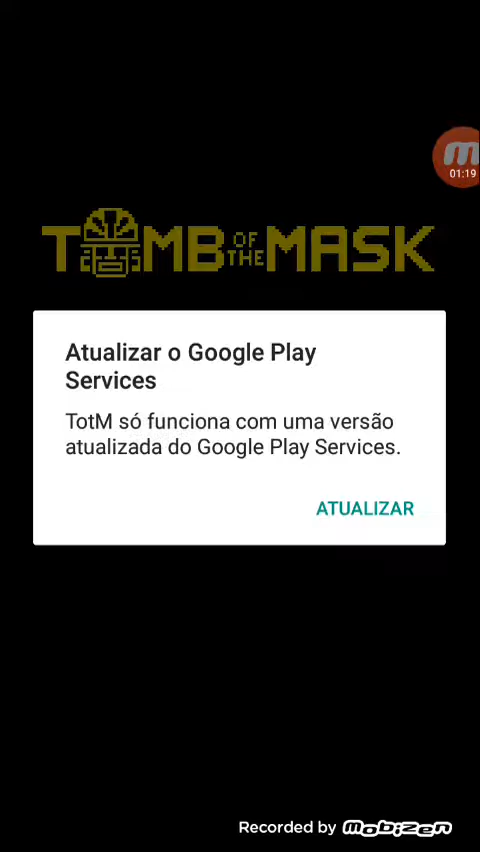 M
01:19
TOMB OF THE MASK
Atualizar o Google Play
Services
TotM só funciona com uma versão
atualizada do Google Play Services.
ATUALIZAR
Recorded by Mobizen